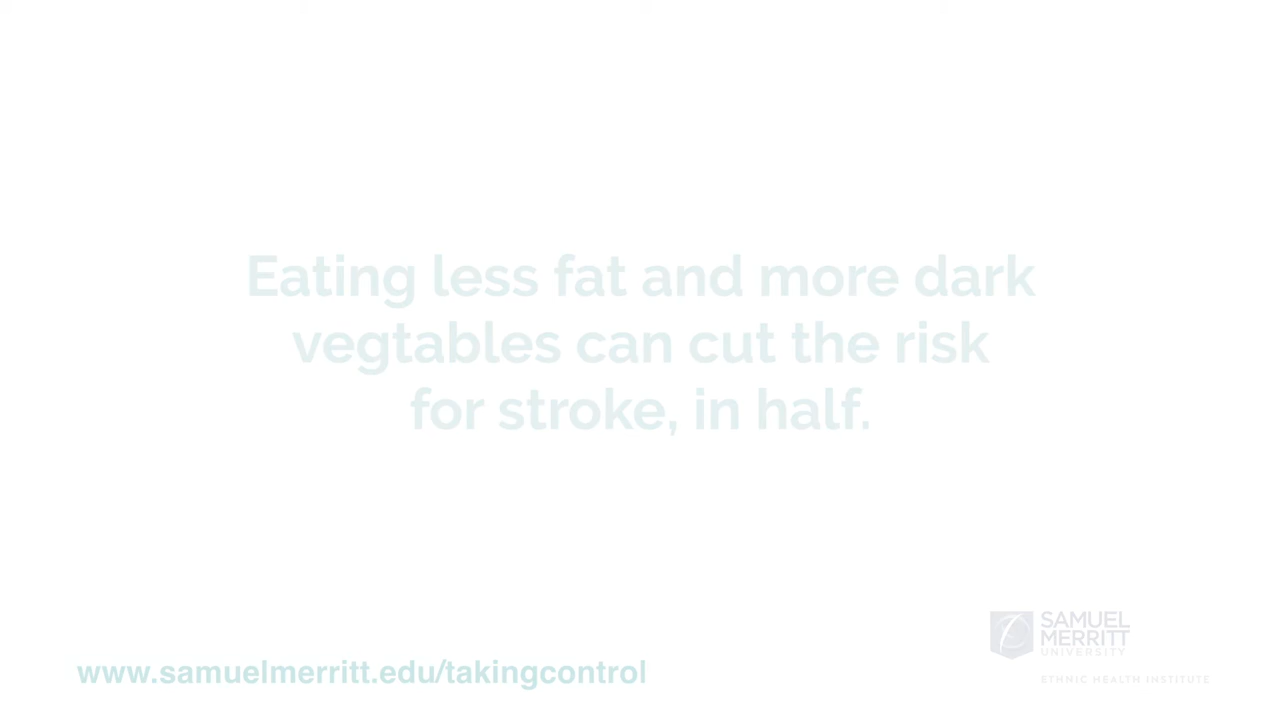 Eating less fat and more dark
vegtables can cut the risk
for stroke, in half.
SAMUEL
MERRITT
UNIVERSITY
ETHNIC HEALTH INSTITUTE
www.samuelmerritt.edu/takingcontrol